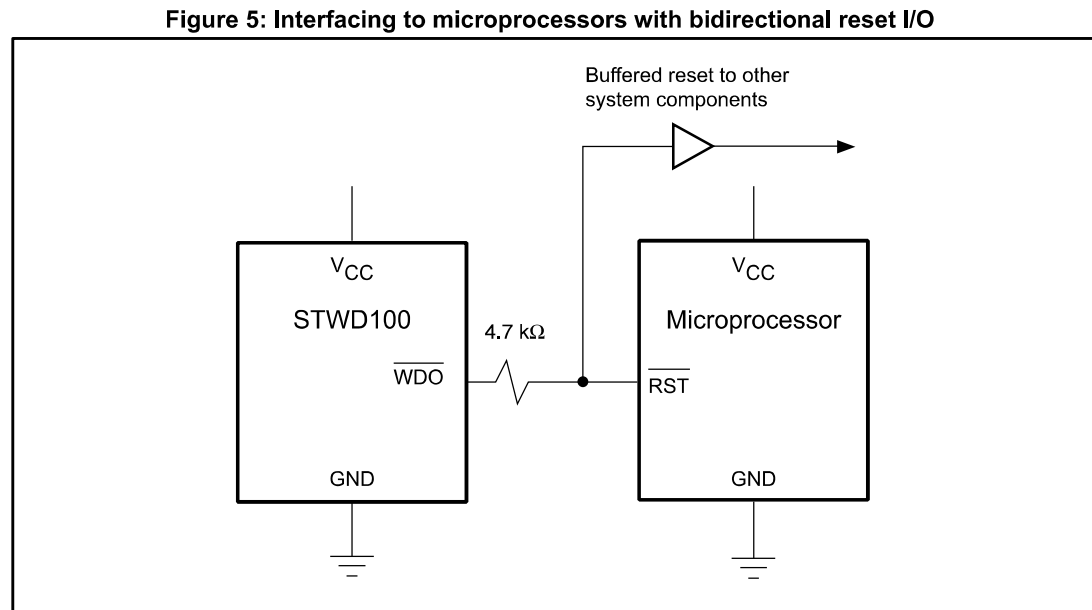 Figure 5: Interfacing to microprocessors with bidirectional reset I/O
Buffered reset to other
system components
VCC
STWD100
4.7 kΩ
WDO
GND
VCC
Microprocessor
RST
GND